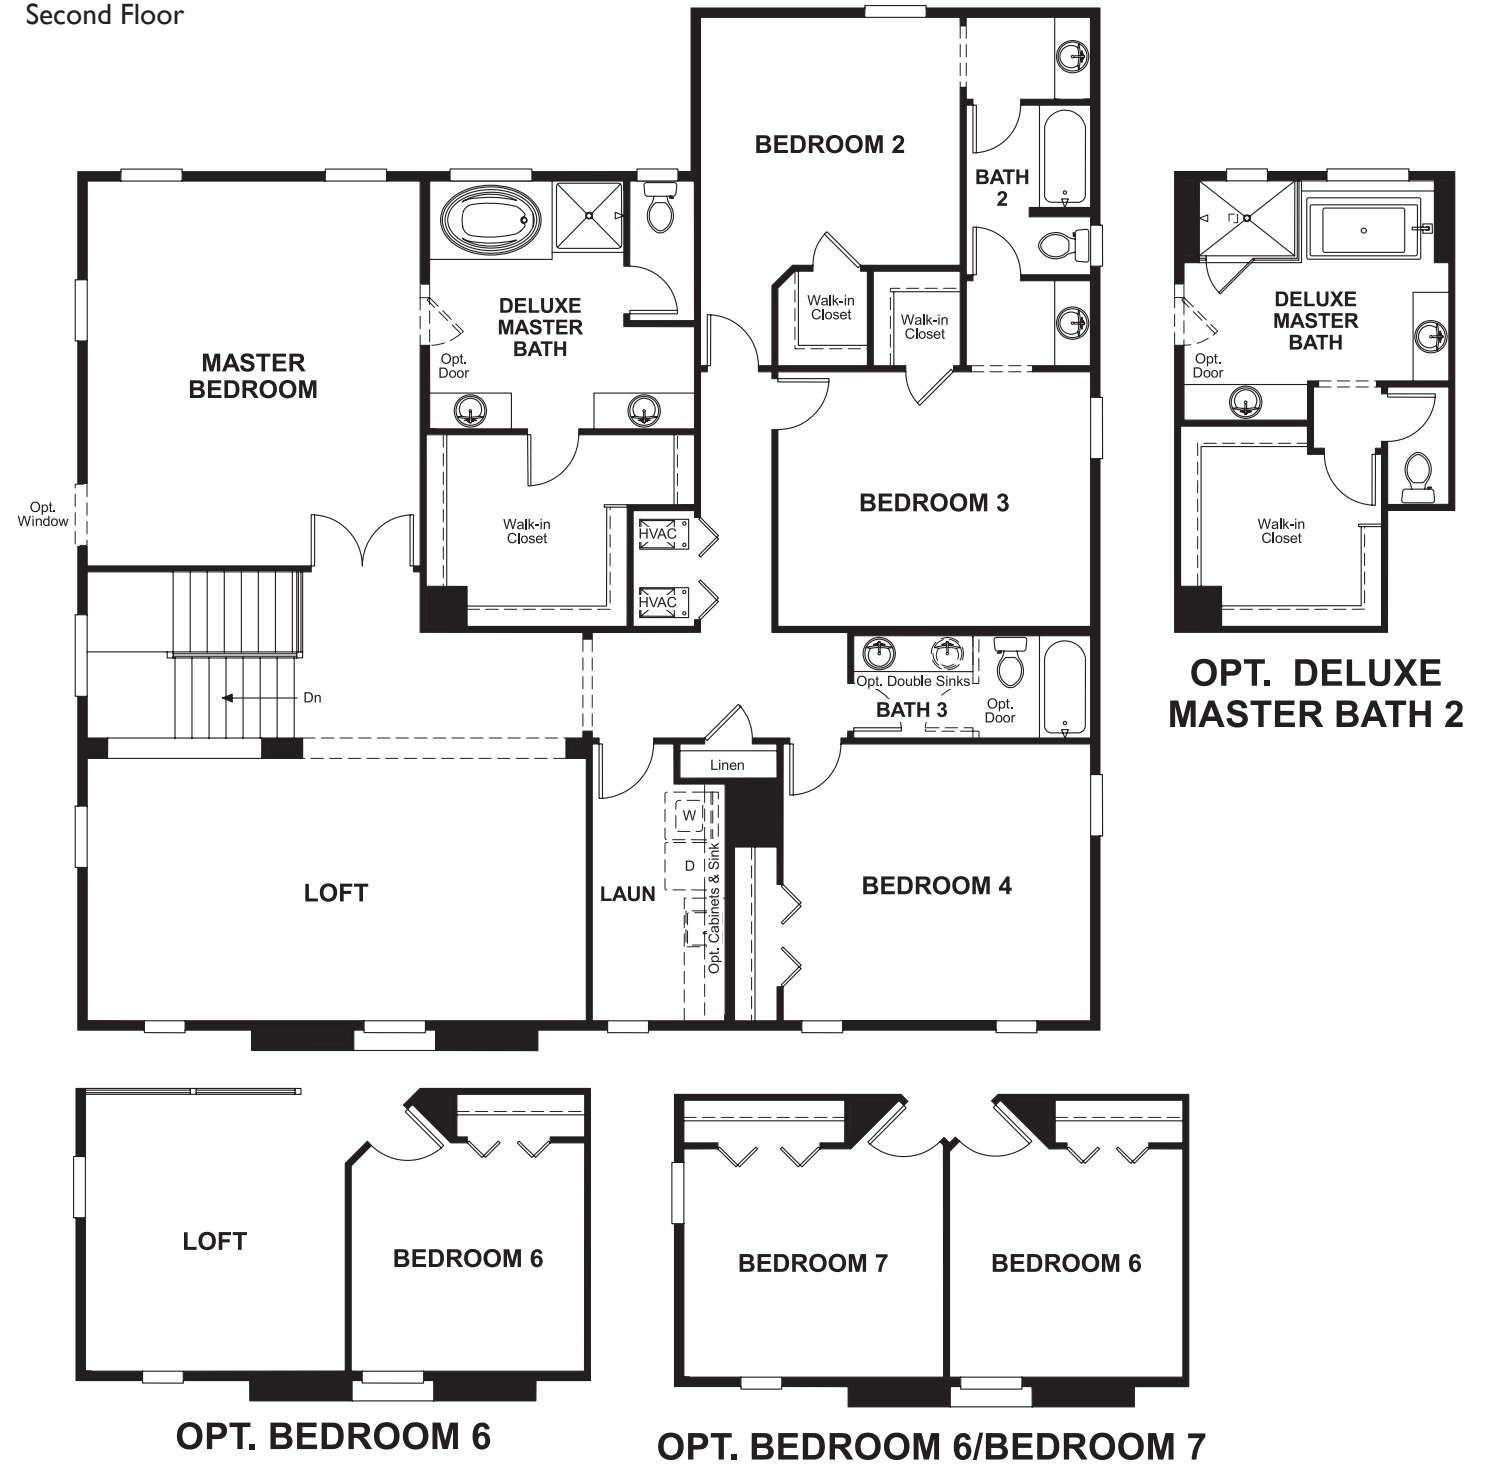 Second Floor
BEDROOM 2
BATH
2
DELUXE
MASTER
BATH
Walk-in
Closet
Walk-in
Closet
DELUXE
MASTER
BATH
MASTER
BEDROOM
Opt.
Door
Opt.
Door
BEDROOM 3
Opt.
Window
Walk-in
Closet
HVAC
HVAC
Walk-in
Closet
OPT. DELUXE
MASTER BATH 2
Dn
Opt. Double Sinks
BATH 3
Opt.
Door
Linen
W
D
Opt. Cabinets & Sink
LOFT
LAUN
BEDROOM 4
LOFT
BEDROOM 6
BEDROOM 7
BEDROOM 6
OPT. BEDROOM 6
OPT. BEDROOM 6/BEDROOM 7